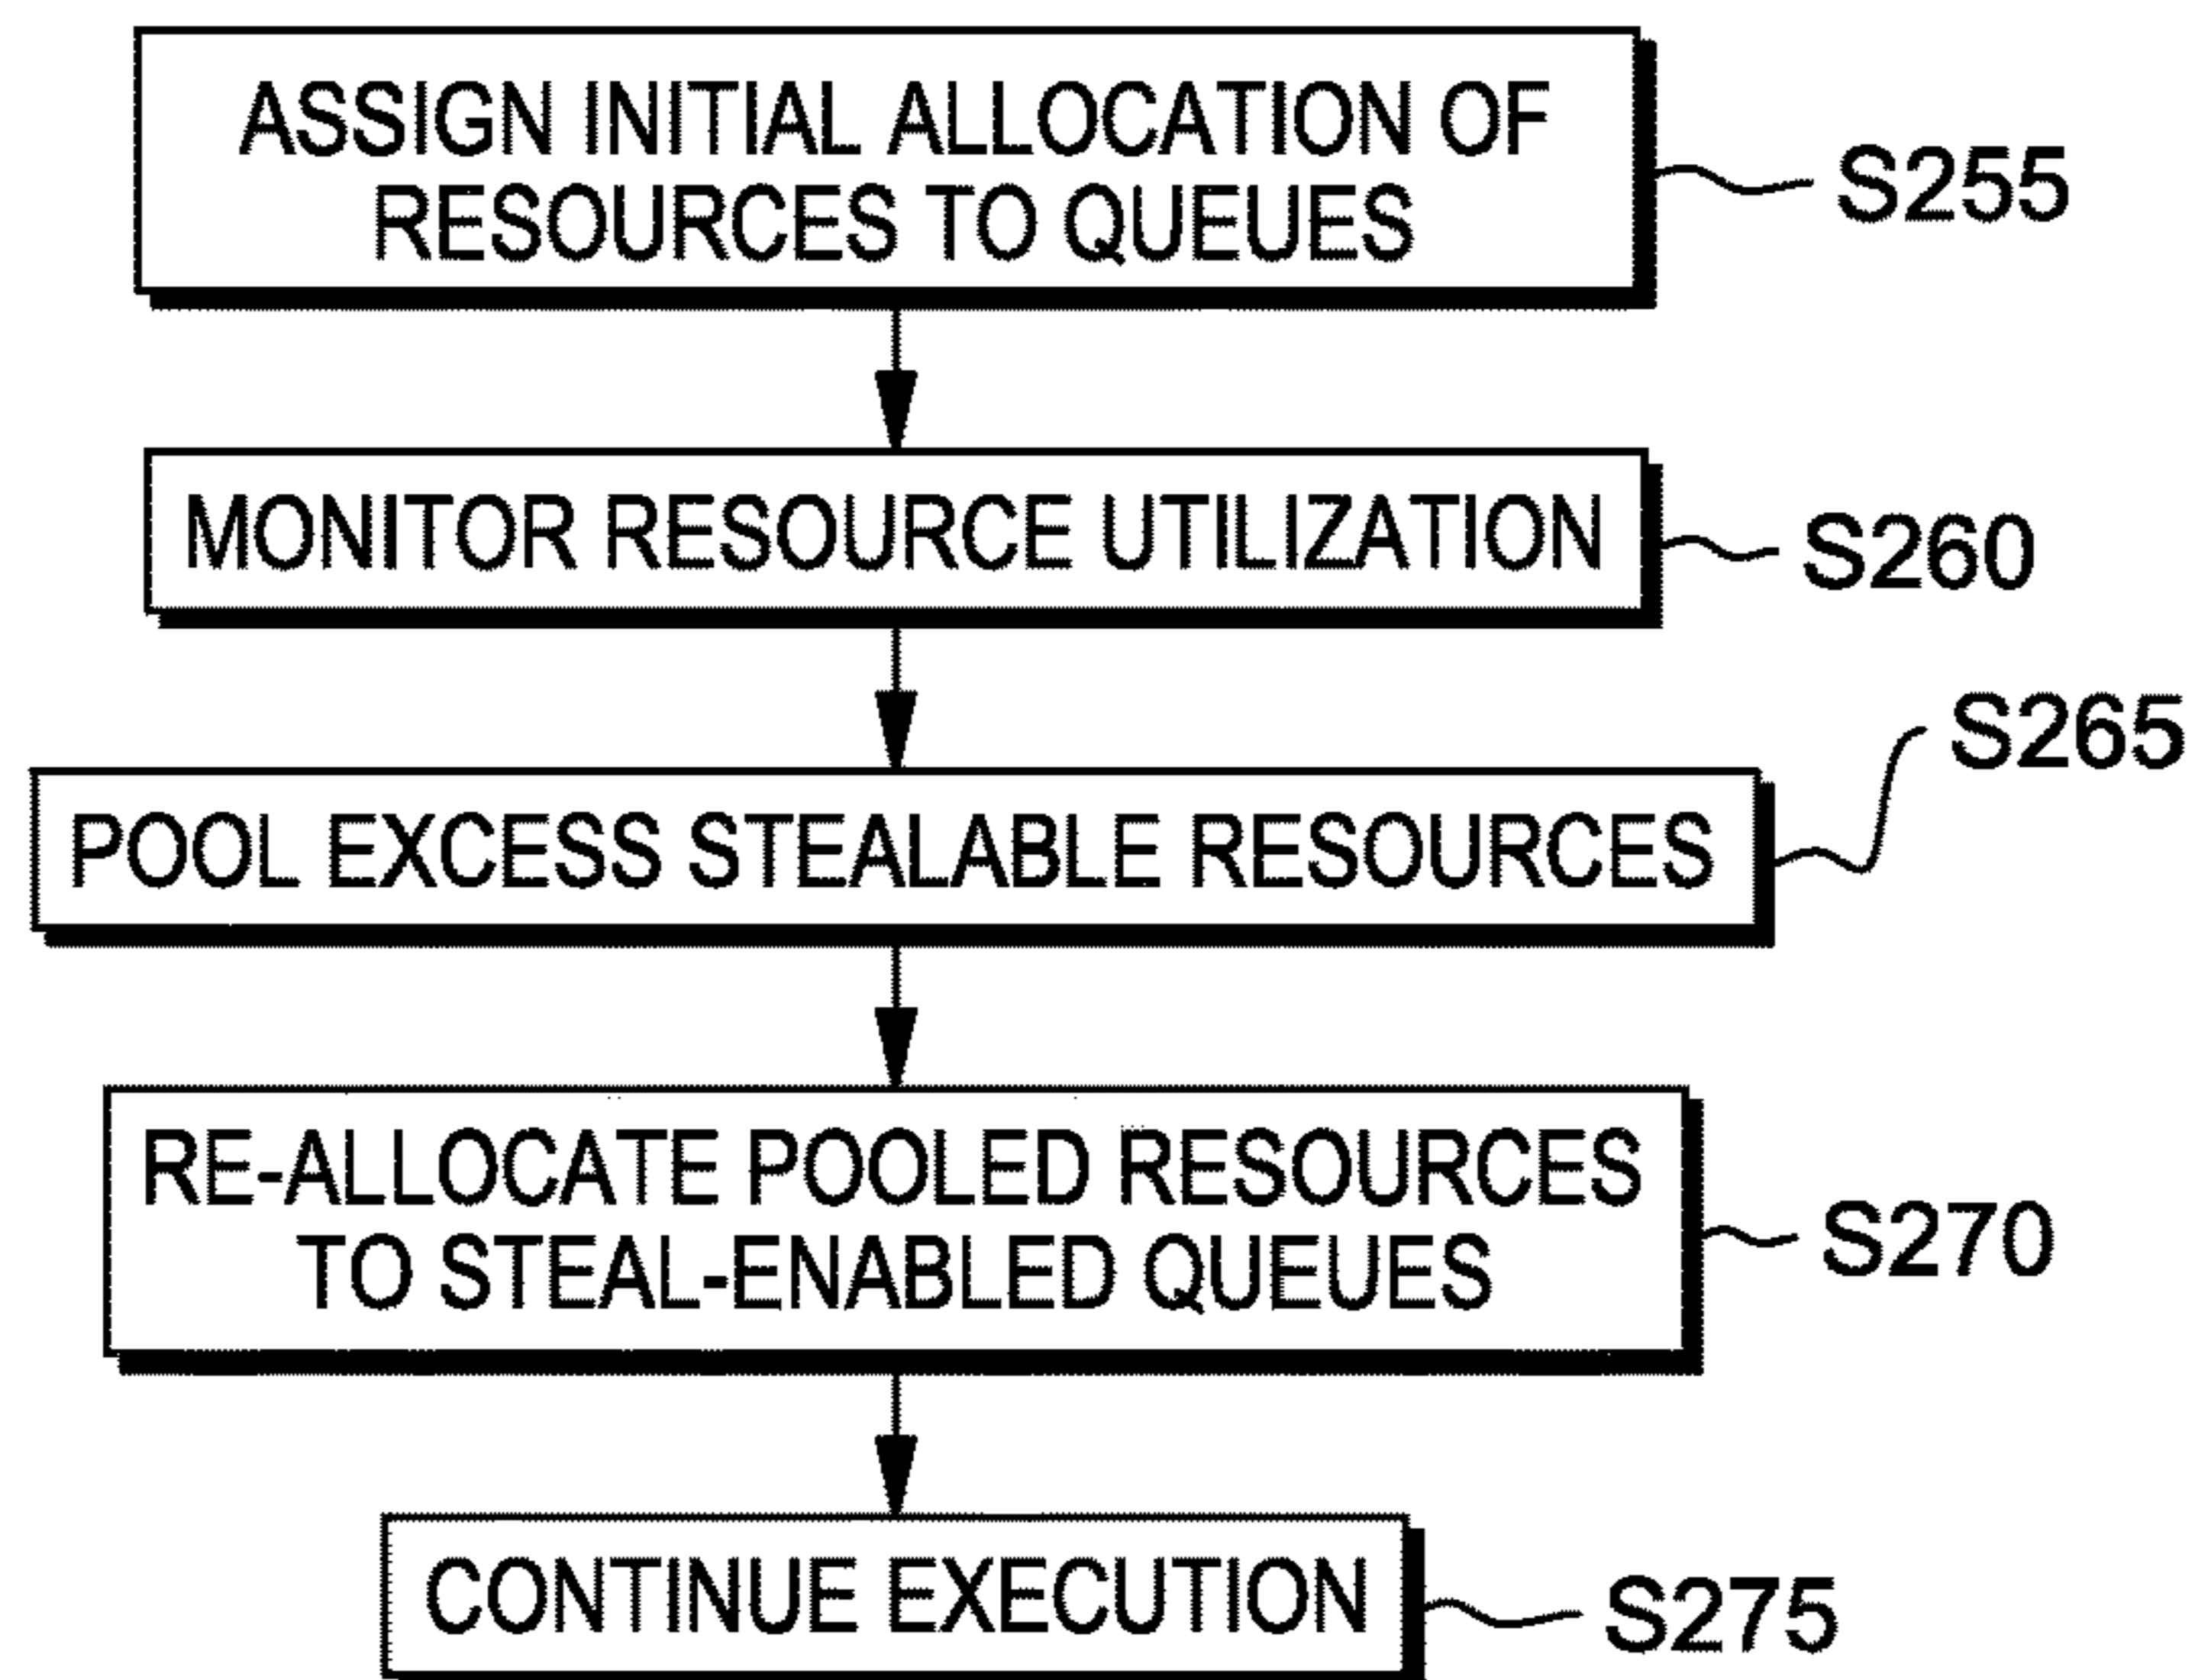 ASSIGN INITIAL ALLOCATION OF
RESOURCES TO QUEUES
S255
MONITOR RESOURCE UTILIZATION
S260
POOL EXCESS STEALABLE RESOURCES
S265
RE-ALLOCATE POOLED RESOURCES
TO STEAL-ENABLED QUEUES
S270
CONTINUE EXECUTION
S275